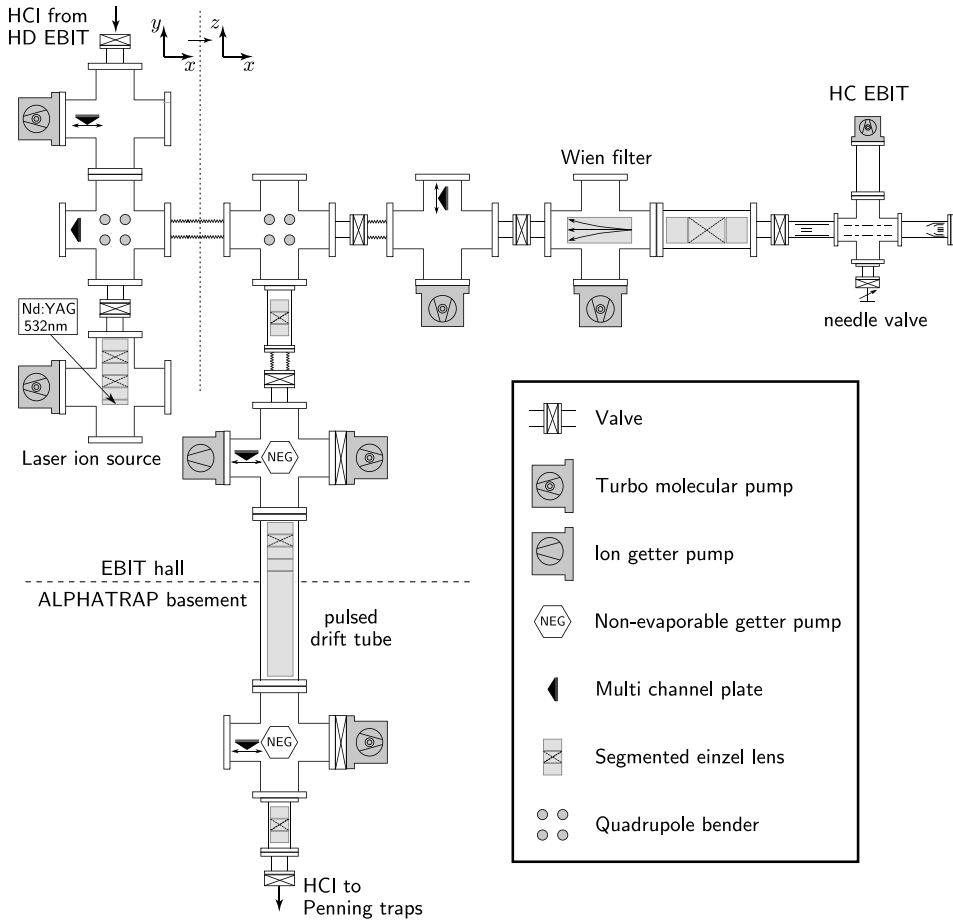 HCI from
HD EBIT
y
x
z
x
HC EBIT
Wien filter
Nd:YAG
532nm
needle valve
Laser ion source
NEG
EBIT hall
ALPHATRAP basement
pulsed
drift tube
NEG
HCI to
Penning traps
Valve
Turbo molecular pump
Ion getter pump
NEG
Non-evaporable getter pump
Multi channel plate
Segmented einzel lens
Quadrupole bender